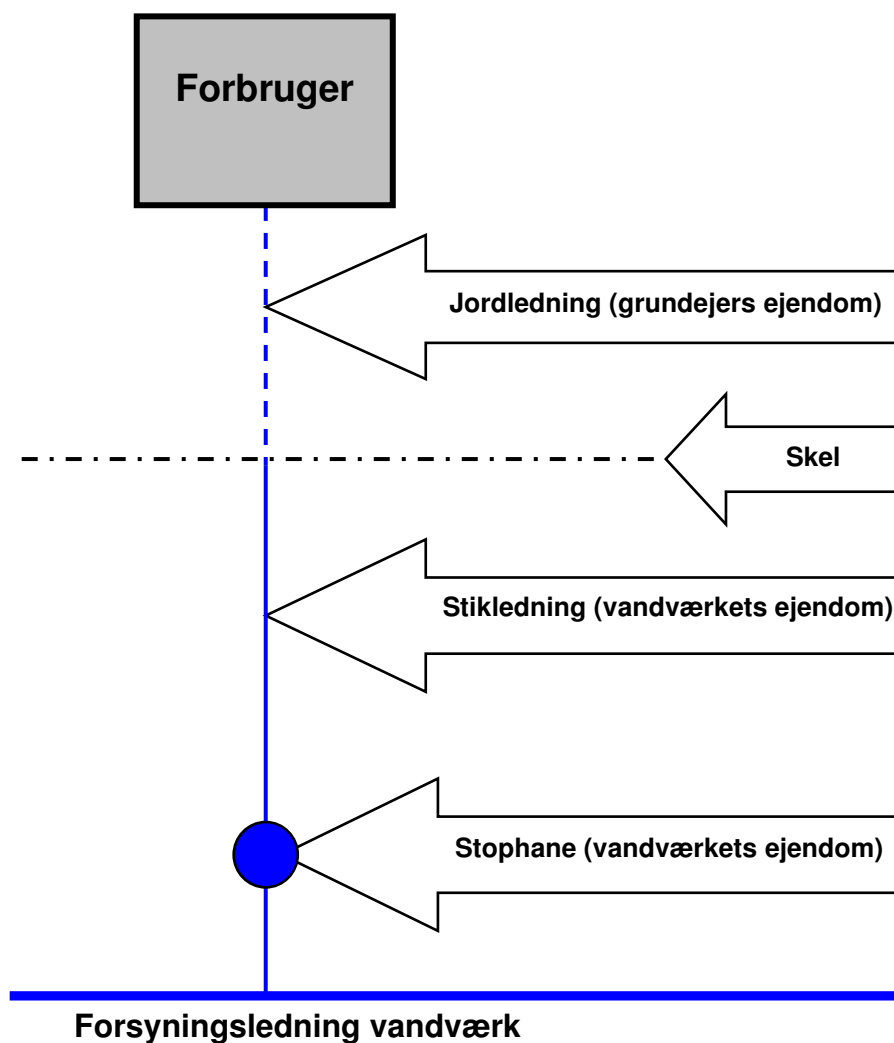 Forbruger
Jordledning (grundejers ejendom)
Skel
Stikledning (vandværkets ejendom)
Stophane (vandværkets ejendom)
Forsyningsledning vandværk